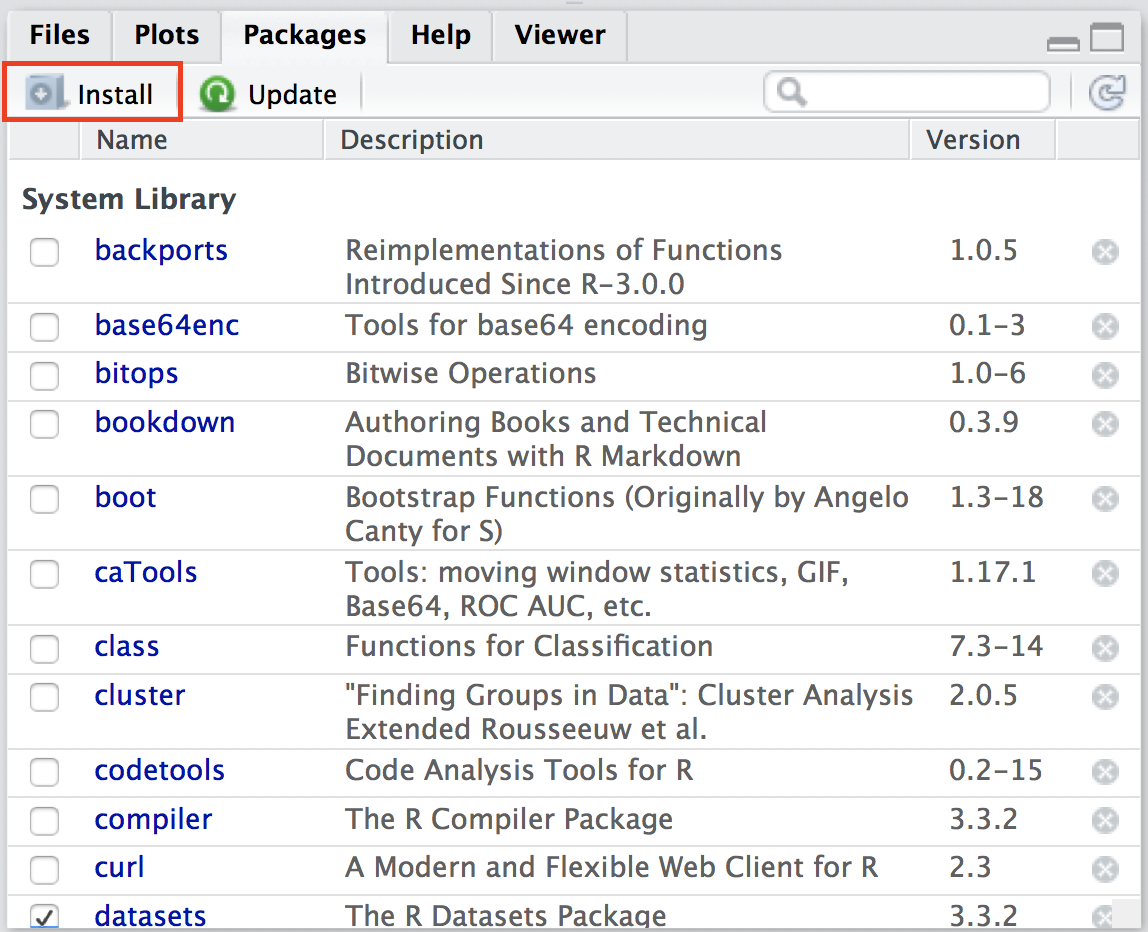 Files Plots Packages Help Viewer
Install Update
Name Description Version
System Library
backports Reimplementations of Functions 1.0.5
Introduced Since R-3.0.0
base64enc Tools for base64 encoding 0.1-3
bitops Bitwise Operations 1.0-6
bookdown Authoring Books and Technical 0.3.9
Documents with R Markdown
boot Bootstrap Functions (Originally by Angelo 1.3-18
Canty for S)
caTools Tools: moving window statistics, GIF, 1.17.1
Base64, ROC AUC, etc.
class Functions for Classification 7.3-14
cluster "Finding Groups in Data": Cluster Analysis 2.0.5
Extended Rousseeuw et al.
codetools Code Analysis Tools for R 0.2-15
compiler The R Compiler Package 3.3.2
curl A Modern and Flexible Web Client for R 2.3
datasets The R Datasets Package 3.3.2